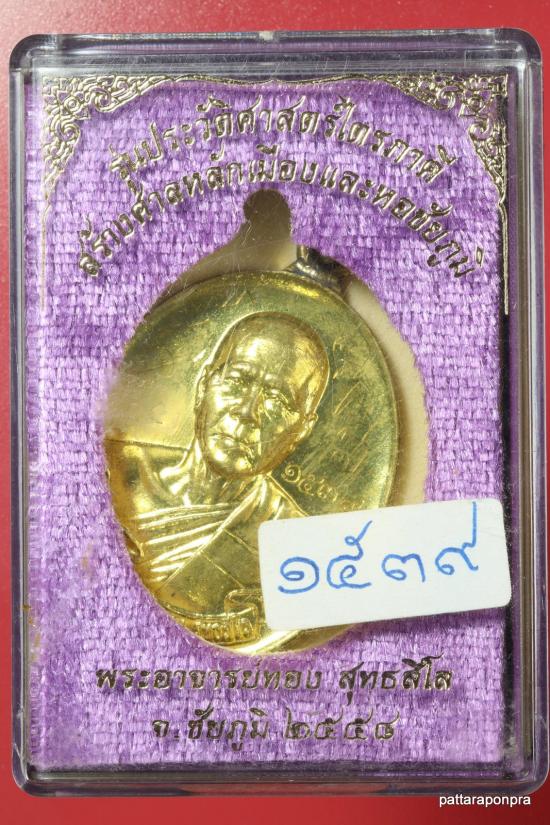 รุ่นประวัติศาสตร์ไตรภาคี
สร้างศาลหลักเมืองและหอชัยภูมิ
๑๕๓๙
พระอาจารย์ทอง สุทธสีโล
จ.ชัยภูมิ ๒๕๕๘
pattaraponpra